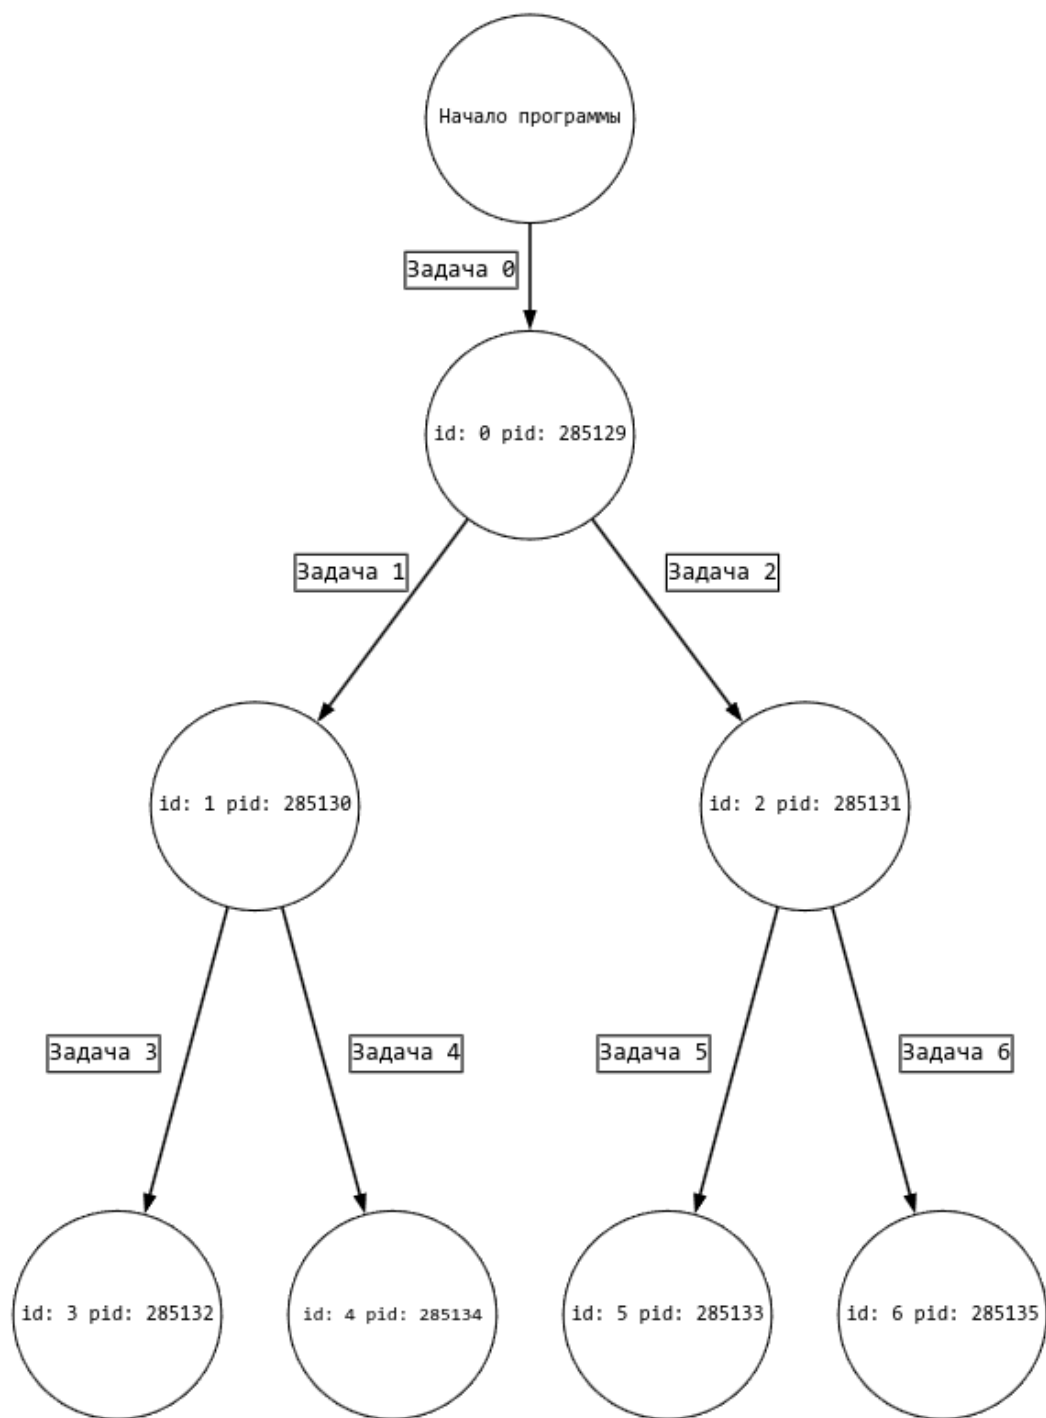 Начало программы
Задача 0
id: 0 pid: 285129
Задача 1
Задача 2
id: 1 pid: 285130
id: 2 pid: 285131
Задача 3
Задача 4
Задача 5
Задача 6
id: 3 pid: 285132
id: 4 pid: 285134
id: 5 pid: 285133
id: 6 pid: 285135